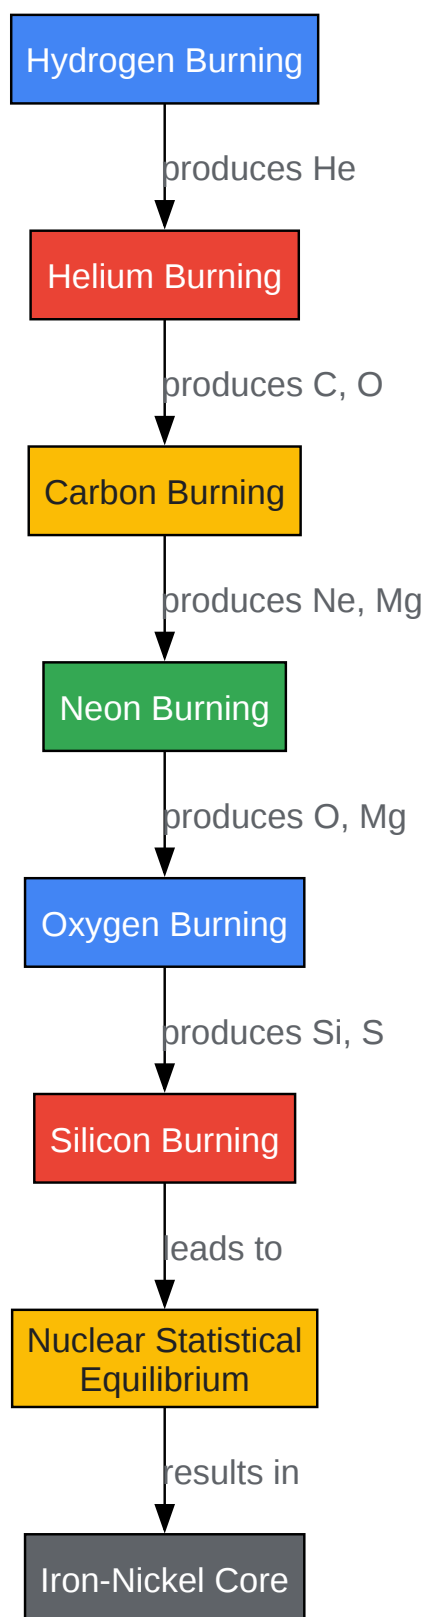 Hydrogen Burning
produces He
Helium Burning
produces C, O
Carbon Burning
produces Ne, Mg
Neon Burning
produces O, Mg
Oxygen Burning
produces Si, S
Silicon Burning
leads to
Nuclear Statistical
Equilibrium
results in
Iron-Nickel Core